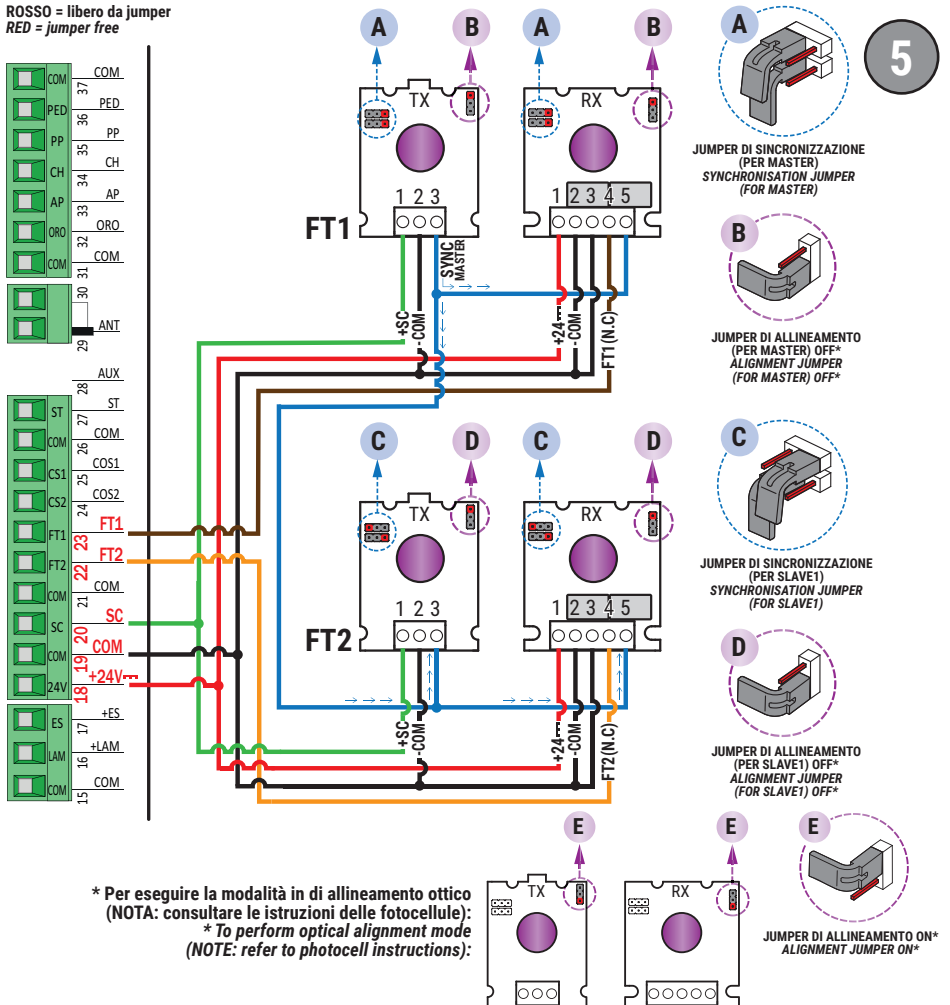 ROSSO = libero da jumper
RED = jumper free
5
COM COM 37
PED PED 36
PP PP 35
CH CH 34
AP AP 33
ORO ORO 32
COM COM 31
30
ANT 29
AUX 28
ST ST 27
COM COM 26
CS1 COS1 25
CS2 COS2 24
FT1 FT1 23
FT2 FT2 22
COM COM 21
SC SC 20
COM COM 19
24V +24V 18
ES +ES 17
LAM +LAM 16
COM COM 15
A B A B
TX RX
1 2 3 1 2 3 4 5
FT1
SYNC
MASTER
+SC
-COM
+24
-COM
FT1 (N.C)
C D C D
TX RX
1 2 3 1 2 3 4 5
FT2
+SC
-COM
+24
-COM
FT2(N.C)
A
JUMPER DI SINCRONIZZAZIONE
(PER MASTER)
SYNCHRONISATION JUMPER
(FOR MASTER)
B
JUMPER DI ALLINEAMENTO
(PER MASTER) OFF*
ALIGNMENT JUMPER
(FOR MASTER) OFF*
C
JUMPER DI SINCRONIZZAZIONE
(PER SLAVE1)
SYNCHRONISATION JUMPER
(FOR SLAVE1)
D
JUMPER DI ALLINEAMENTO
(PER SLAVE1) OFF*
ALIGNMENT JUMPER
(FOR SLAVE1) OFF*
E E E
TX RX
* Per eseguire la modalità in di allineamento ottico
(NOTA: consultare le istruzioni delle fotocellule):
* To perform optical alignment mode
(NOTE: refer to photocell instructions):
JUMPER DI ALLINEAMENTO ON*
ALIGNMENT JUMPER ON*